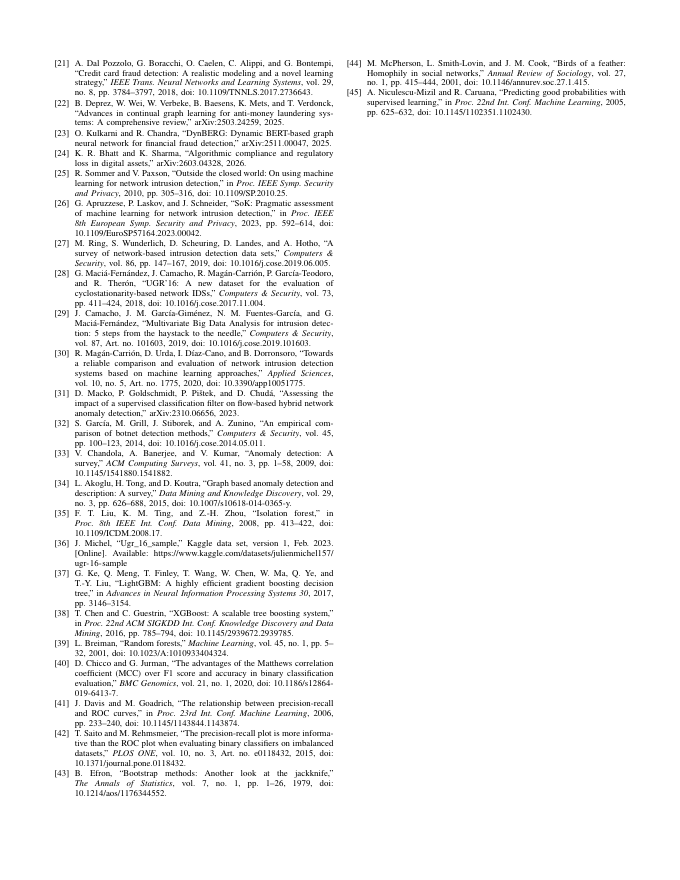 [21] A. Dal Pozzolo, G. Boracchi, O. Caelen, C. Alippi, and G. Bontempi,
“Credit card fraud detection: A realistic modeling and a novel learning
strategy,” IEEE Trans. Neural Networks and Learning Systems, vol. 29,
no. 8, pp. 3784–3797, 2018, doi: 10.1109/TNNLS.2017.2736643.
[22] B. Deprez, W. Wei, W. Verbeke, B. Baesens, K. Mets, and T. Verdonck,
“Advances in continual graph learning for anti-money laundering sys-
tems: A comprehensive review,” arXiv:2503.24259, 2025.
[23] O. Kulkarni and R. Chandra, “DynBERG: Dynamic BERT-based graph
neural network for financial fraud detection,” arXiv:2511.00047, 2025.
[24] K. R. Bhatt and K. Sharma, “Algorithmic compliance and regulatory
loss in digital assets,” arXiv:2603.04328, 2026.
[25] R. Sommer and V. Paxson, “Outside the closed world: On using machine
learning for network intrusion detection,” in Proc. IEEE Symp. Security
and Privacy, 2010, pp. 305–316, doi: 10.1109/SP.2010.25.
[26] G. Apruzzese, P. Laskov, and J. Schneider, “SoK: Pragmatic assessment
of machine learning for network intrusion detection,” in Proc. IEEE
8th European Symp. Security and Privacy, 2023, pp. 592–614, doi:
10.1109/EuroSP57164.2023.00042.
[27] M. Ring, S. Wunderlich, D. Scheuring, D. Landes, and A. Hotho, “A
survey of network-based intrusion detection data sets,” Computers &
Security, vol. 86, pp. 147–167, 2019, doi: 10.1016/j.cose.2019.06.005.
[28] G. Maciá-Fernández, J. Camacho, R. Magán-Carrión, P. García-Teodoro,
and R. Therón, “UGR’16: A new dataset for the evaluation of
cyclostationarity-based network IDSs,” Computers & Security, vol. 73,
pp. 411–424, 2018, doi: 10.1016/j.cose.2017.11.004.
[29] J. Camacho, J. M. García-Giménez, N. M. Fuentes-García, and G.
Maciá-Fernández, “Multivariate Big Data Analysis for intrusion detec-
tion: 5 steps from the haystack to the needle,” Computers & Security,
vol. 87, Art. no. 101603, 2019, doi: 10.1016/j.cose.2019.101603.
[30] R. Magán-Carrión, D. Urda, I. Díaz-Cano, and B. Dorronsoro, “Towards
a reliable comparison and evaluation of network intrusion detection
systems based on machine learning approaches,” Applied Sciences,
vol. 10, no. 5, Art. no. 1775, 2020, doi: 10.3390/app10051775.
[31] D. Macko, P. Goldschmidt, P. Pištek, and D. Chudá, “Assessing the
impact of a supervised classification filter on flow-based hybrid network
anomaly detection,” arXiv:2310.06656, 2023.
[32] S. García, M. Grill, J. Stiborek, and A. Zunino, “An empirical com-
parison of botnet detection methods,” Computers & Security, vol. 45,
pp. 100–123, 2014, doi: 10.1016/j.cose.2014.05.011.
[33] V. Chandola, A. Banerjee, and V. Kumar, “Anomaly detection: A
survey,” ACM Computing Surveys, vol. 41, no. 3, pp. 1–58, 2009, doi:
10.1145/1541880.1541882.
[34] L. Akoglu, H. Tong, and D. Koutra, “Graph based anomaly detection and
description: A survey,” Data Mining and Knowledge Discovery, vol. 29,
no. 3, pp. 626–688, 2015, doi: 10.1007/s10618-014-0365-y.
[35] F. T. Liu, K. M. Ting, and Z.-H. Zhou, “Isolation forest,” in
Proc. 8th IEEE Int. Conf. Data Mining, 2008, pp. 413–422, doi:
10.1109/ICDM.2008.17.
[36] J. Michel, “Ugr_16_sample,” Kaggle data set, version 1, Feb. 2023.
[Online]. Available: https://www.kaggle.com/datasets/julienmichel157/
ugr-16-sample
[37] G. Ke, Q. Meng, T. Finley, T. Wang, W. Chen, W. Ma, Q. Ye, and
T.-Y. Liu, “LightGBM: A highly efficient gradient boosting decision
tree,” in Advances in Neural Information Processing Systems 30, 2017,
pp. 3146–3154.
[38] T. Chen and C. Guestrin, “XGBoost: A scalable tree boosting system,”
in Proc. 22nd ACM SIGKDD Int. Conf. Knowledge Discovery and Data
Mining, 2016, pp. 785–794, doi: 10.1145/2939672.2939785.
[39] L. Breiman, “Random forests,” Machine Learning, vol. 45, no. 1, pp. 5–
32, 2001, doi: 10.1023/A:1010933404324.
[40] D. Chicco and G. Jurman, “The advantages of the Matthews correlation
coefficient (MCC) over F1 score and accuracy in binary classification
evaluation,” BMC Genomics, vol. 21, no. 1, 2020, doi: 10.1186/s12864-
019-6413-7.
[41] J. Davis and M. Goadrich, “The relationship between precision-recall
and ROC curves,” in Proc. 23rd Int. Conf. Machine Learning, 2006,
pp. 233–240, doi: 10.1145/1143844.1143874.
[42] T. Saito and M. Rehmsmeier, “The precision-recall plot is more informa-
tive than the ROC plot when evaluating binary classifiers on imbalanced
datasets,” PLOS ONE, vol. 10, no. 3, Art. no. e0118432, 2015, doi:
10.1371/journal.pone.0118432.
[43] B. Efron, “Bootstrap methods: Another look at the jackknife,”
The Annals of Statistics, vol. 7, no. 1, pp. 1–26, 1979, doi:
10.1214/aos/1176344552.
[44] M. McPherson, L. Smith-Lovin, and J. M. Cook, “Birds of a feather:
Homophily in social networks,” Annual Review of Sociology, vol. 27,
no. 1, pp. 415–444, 2001, doi: 10.1146/annurev.soc.27.1.415.
[45] A. Niculescu-Mizil and R. Caruana, “Predicting good probabilities with
supervised learning,” in Proc. 22nd Int. Conf. Machine Learning, 2005,
pp. 625–632, doi: 10.1145/1102351.1102430.